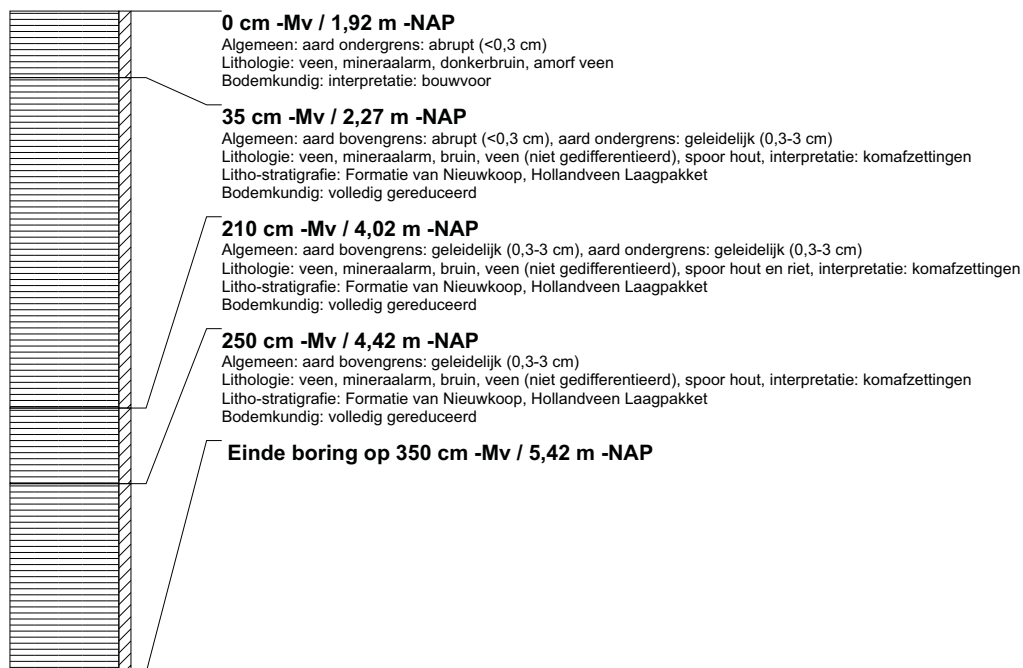 0 cm -Mv / 1,92 m -NAP
Algemeen: aard ondergrens: abrupt (<0,3 cm)
Lithologie: veen, mineraalarm, donkerbruin, amorf veen
Bodemkundig: interpretatie: bouwvoor
35 cm -Mv / 2,27 m -NAP
Algemeen: aard bovengrens: abrupt (<0,3 cm), aard ondergrens: geleidelijk (0,3-3 cm)
Lithologie: veen, mineraalarm, bruin, veen (niet gedifferentieerd), spoor hout, interpretatie: komafzettingen
Litho-stratigrafie: Formatie van Nieuwkoop, Hollandveen Laagpakket
Bodemkundig: volledig gereduceerd
210 cm -Mv / 4,02 m -NAP
Algemeen: aard bovengrens: geleidelijk (0,3-3 cm), aard ondergrens: geleidelijk (0,3-3 cm)
Lithologie: veen, mineraalarm, bruin, veen (niet gedifferentieerd), spoor hout en riet, interpretatie: komafzettingen
Litho-stratigrafie: Formatie van Nieuwkoop, Hollandveen Laagpakket
Bodemkundig: volledig gereduceerd
250 cm -Mv / 4,42 m -NAP
Algemeen: aard bovengrens: geleidelijk (0,3-3 cm)
Lithologie: veen, mineraalarm, bruin, veen (niet gedifferentieerd), spoor hout, interpretatie: komafzettingen
Litho-stratigrafie: Formatie van Nieuwkoop, Hollandveen Laagpakket
Bodemkundig: volledig gereduceerd
Einde boring op 350 cm -Mv / 5,42 m -NAP